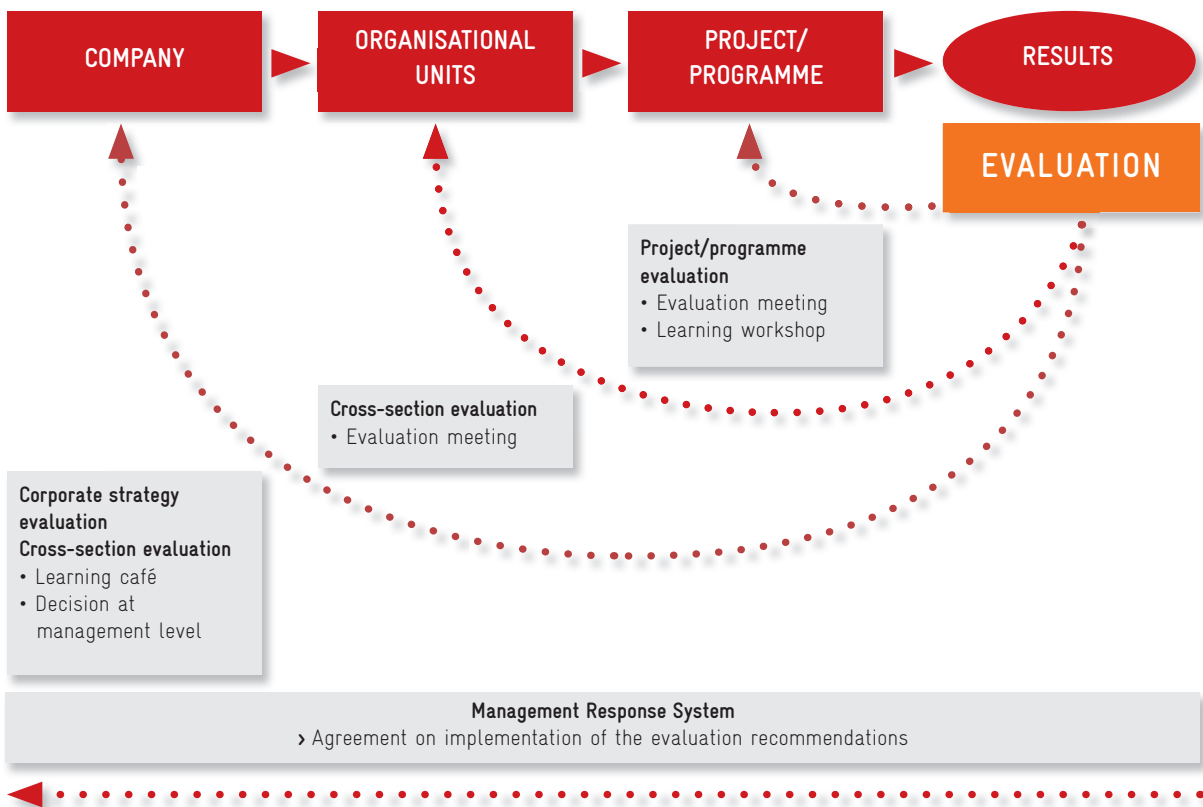 COMPANY
ORGANISATIONAL
UNITS
PROJECT/
PROGRAMME
RESULTS
EVALUATION
Project/programme
evaluation
• Evaluation meeting
• Learning workshop
Cross-section evaluation
• Evaluation meeting
Corporate strategy
evaluation
Cross-section evaluation
• Learning café
• Decision at
management level
Management Response System
› Agreement on implementation of the evaluation recommendations